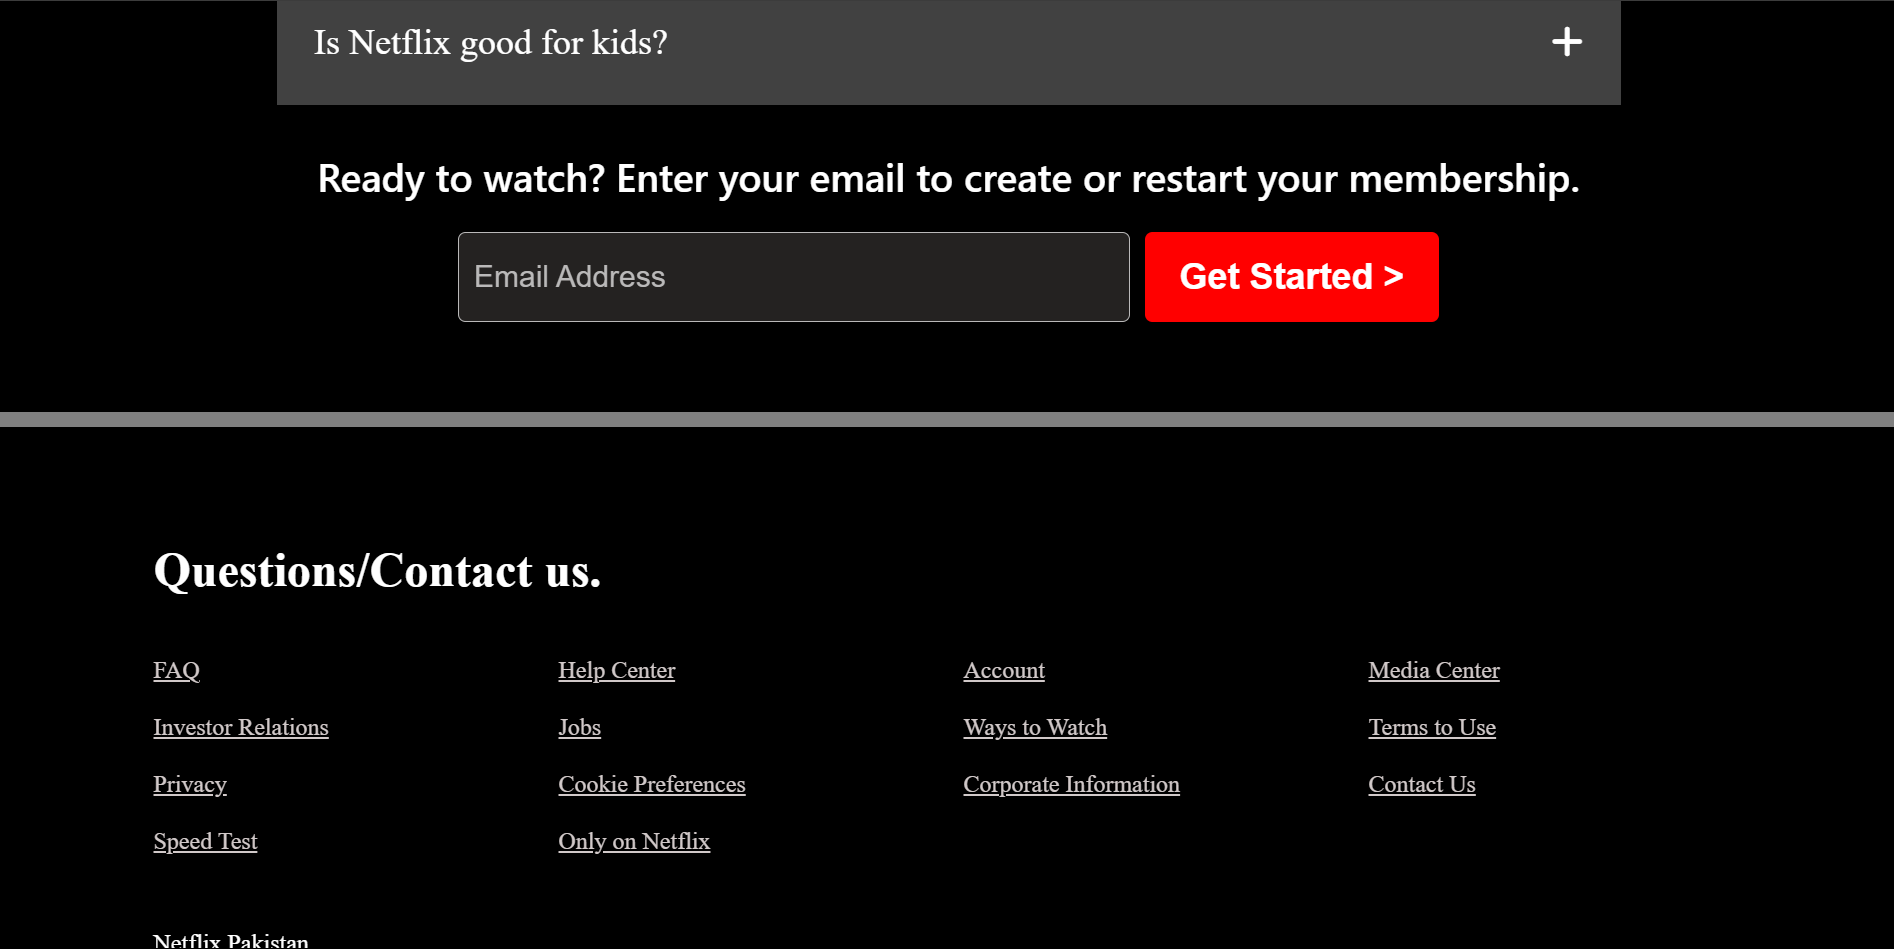 Is Netflix good for kids? +
Ready to watch? Enter your email to create or restart your membership.
Email Address
Get Started >
Questions/Contact us.
FAQ
Help Center
Account
Media Center
Investor Relations
Jobs
Ways to Watch
Terms to Use
Privacy
Cookie Preferences
Corporate Information
Contact Us
Speed Test
Only on Netflix
Netflix Pakistan